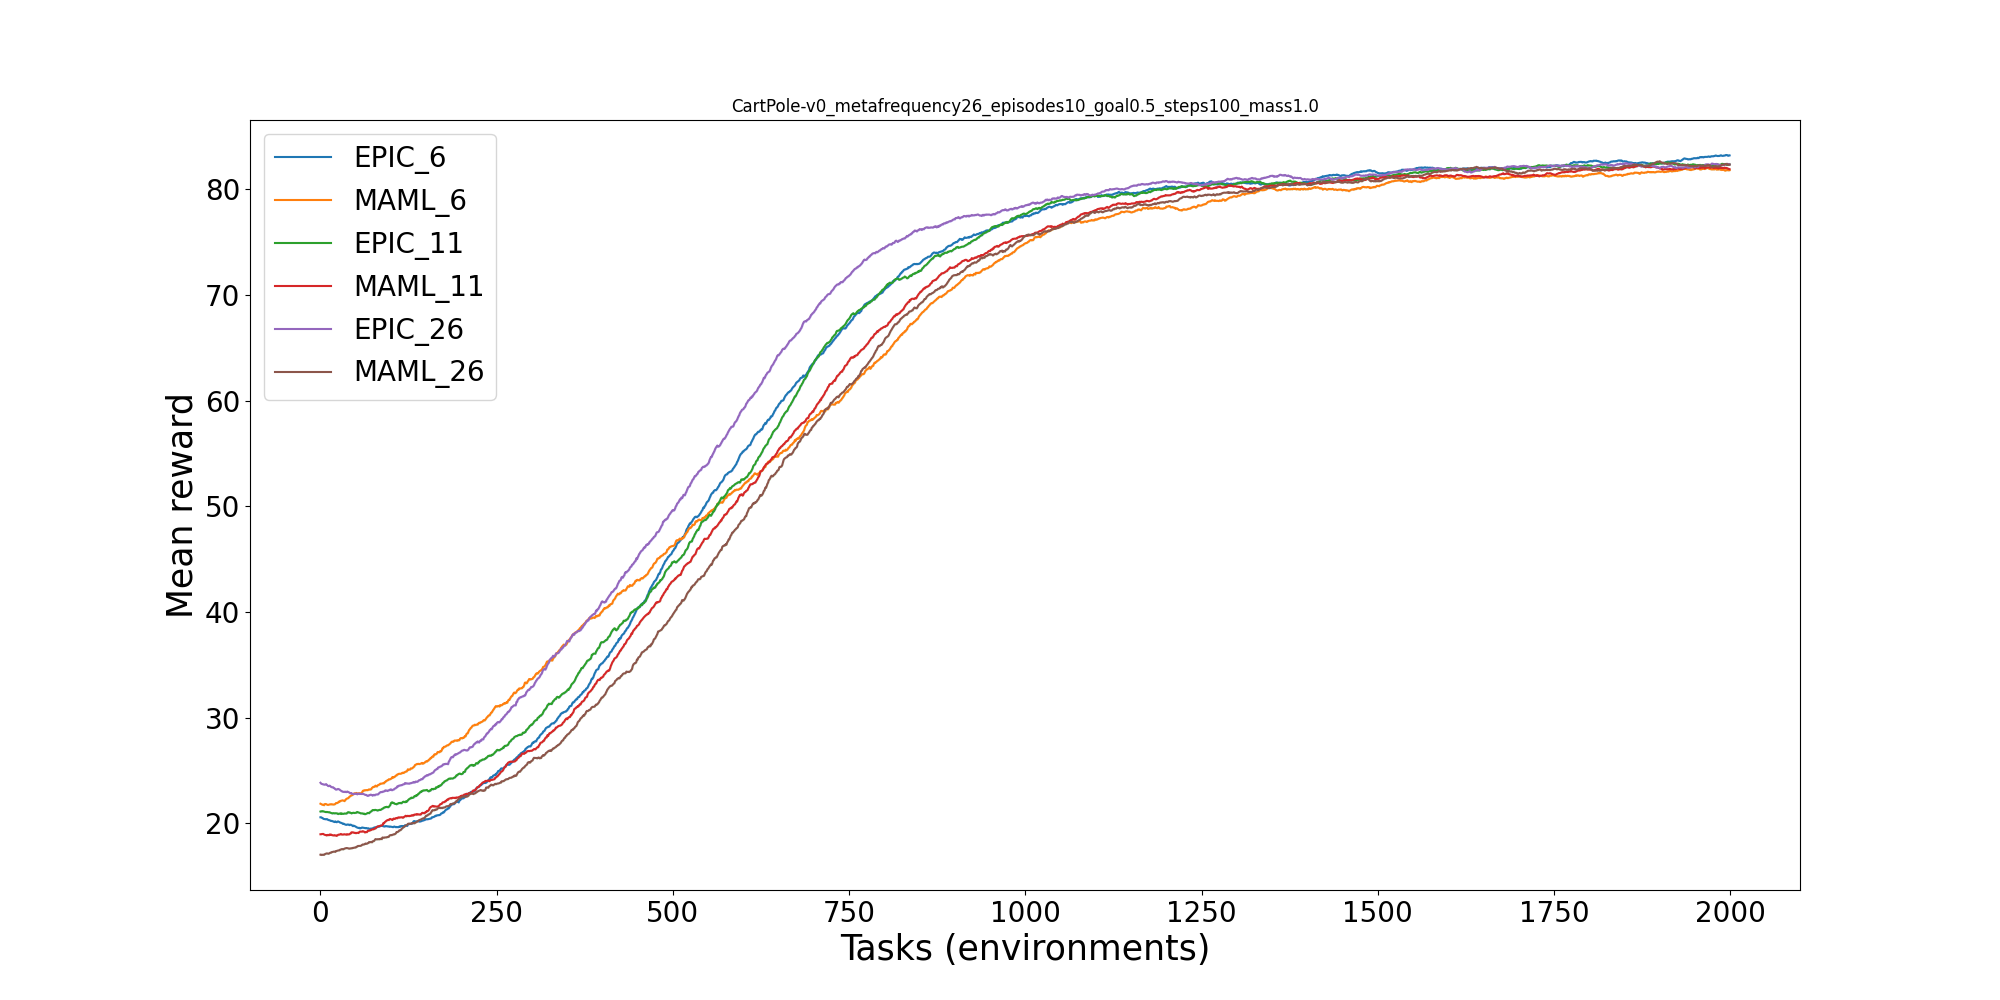 CartPole-v0_metafrequency26_episodes10_goal0.5_steps100_mass1.0
EPIC_6
MAML_6
EPIC_11
MAML_11
EPIC_26
MAML_26
Mean reward
80
70
60
50
40
30
20
0 250 500 750 1000 1250 1500 1750 2000
Tasks (environments)